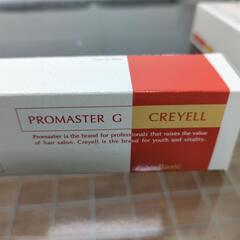 PROMASTER G CREYELL
Promaster is the brand for professionals that raises the value
of hair salon. Creyell is the brand for youth and vitality.
Basic